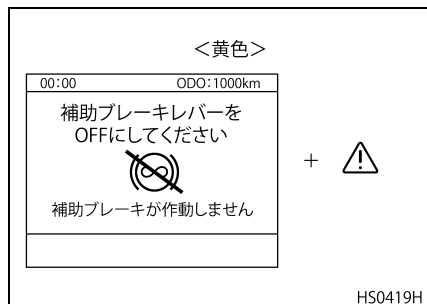 ＜黄色＞
00:00 ODO:1000km
補助ブレーキレバーを
OFFにしてください
補助ブレーキが作動しません
+
HS0419H